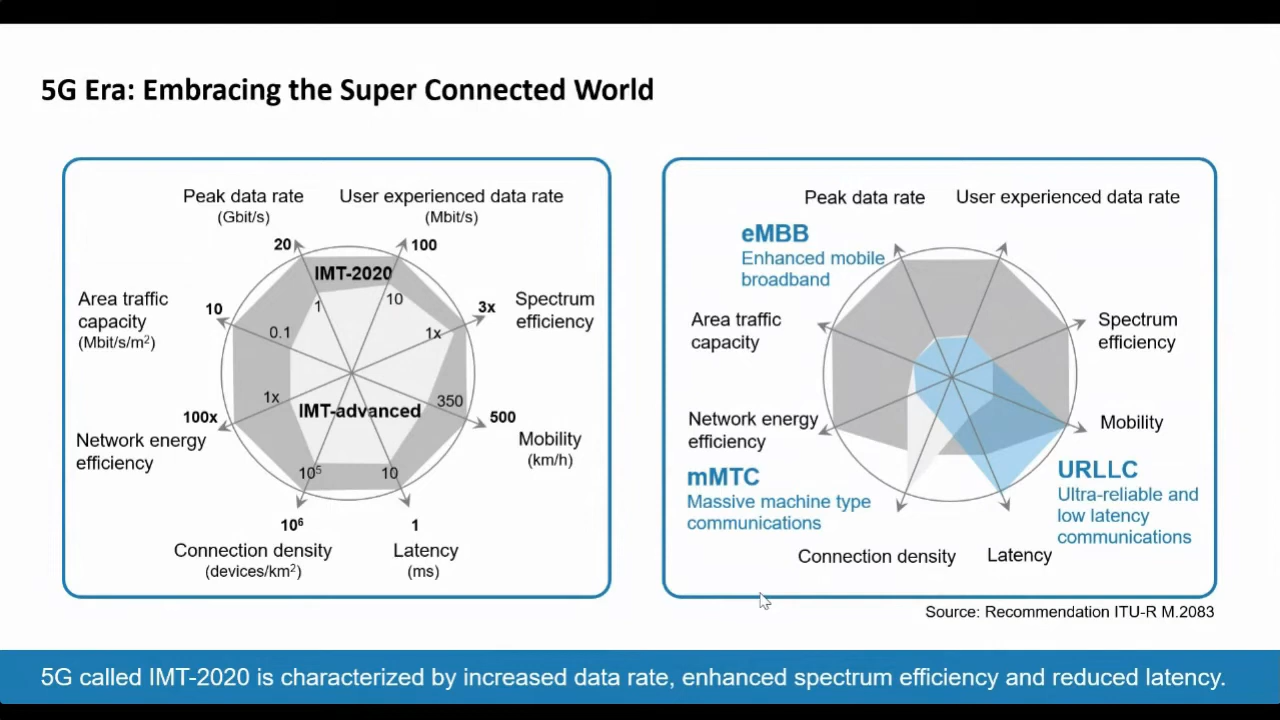 5G Era: Embracing the Super Connected World
Peak data rate
(Gbit/s)
User experienced data rate
(Mbit/s)
20
100
IMT-2020
1
10
Area traffic
capacity
(Mbit/s/m²)
10
0.1
3x
1x
Spectrum
efficiency
100x
1x
Network energy
efficiency
IMT-advanced
350
500
Mobility
(km/h)
10⁵
10
10⁶
1
Connection density
(devices/km²)
Latency
(ms)
Peak data rate
User experienced data rate
eMBB
Enhanced mobile
broadband
Area traffic
capacity
Spectrum
efficiency
Network energy
efficiency
Mobility
mMTC
Massive machine type
communications
URLLC
Ultra-reliable and
low latency
communications
Connection density
Latency
Source: Recommendation ITU-R M.2083
5G called IMT-2020 is characterized by increased data rate, enhanced spectrum efficiency and reduced latency.